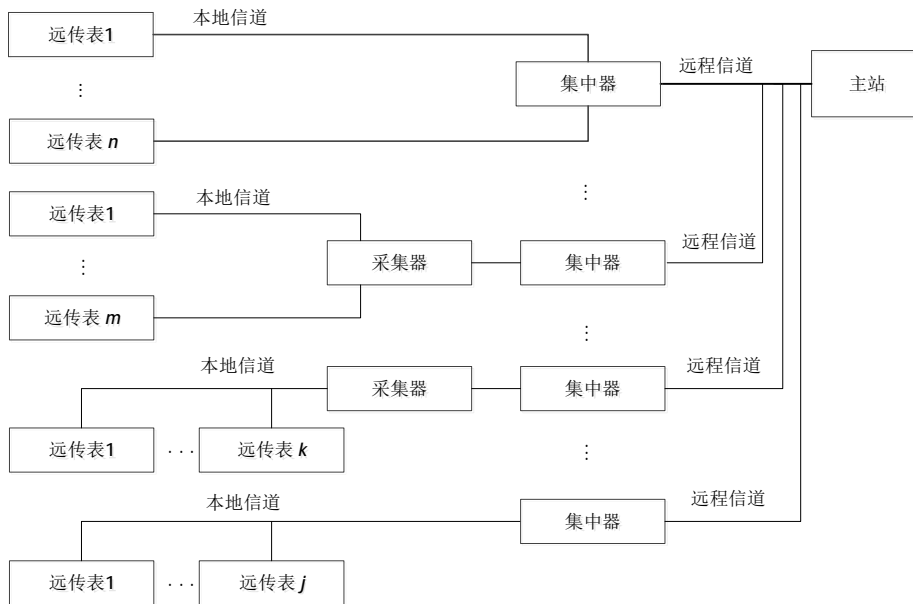 本地信道
远传表1
远程信道
集中器
主站
⋮
远传表 n
本地信道
远传表1
⋮
远程信道
采集器
集中器
⋮
远传表 m
⋮
本地信道
远程信道
采集器
集中器
远传表1
···
远传表 k
⋮
本地信道
远程信道
集中器
远传表1
···
远传表 j